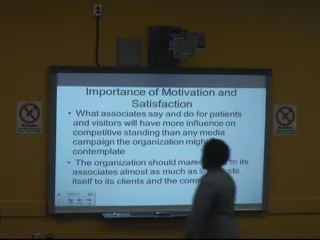 Importance of Motivation and
Satisfaction
• What associates say and do for patients
and visitors will have more influence on
competitive standing than any media
campaign the organization might
contemplate
• The organization should to its
associates almost as much as
itself to its clients and the